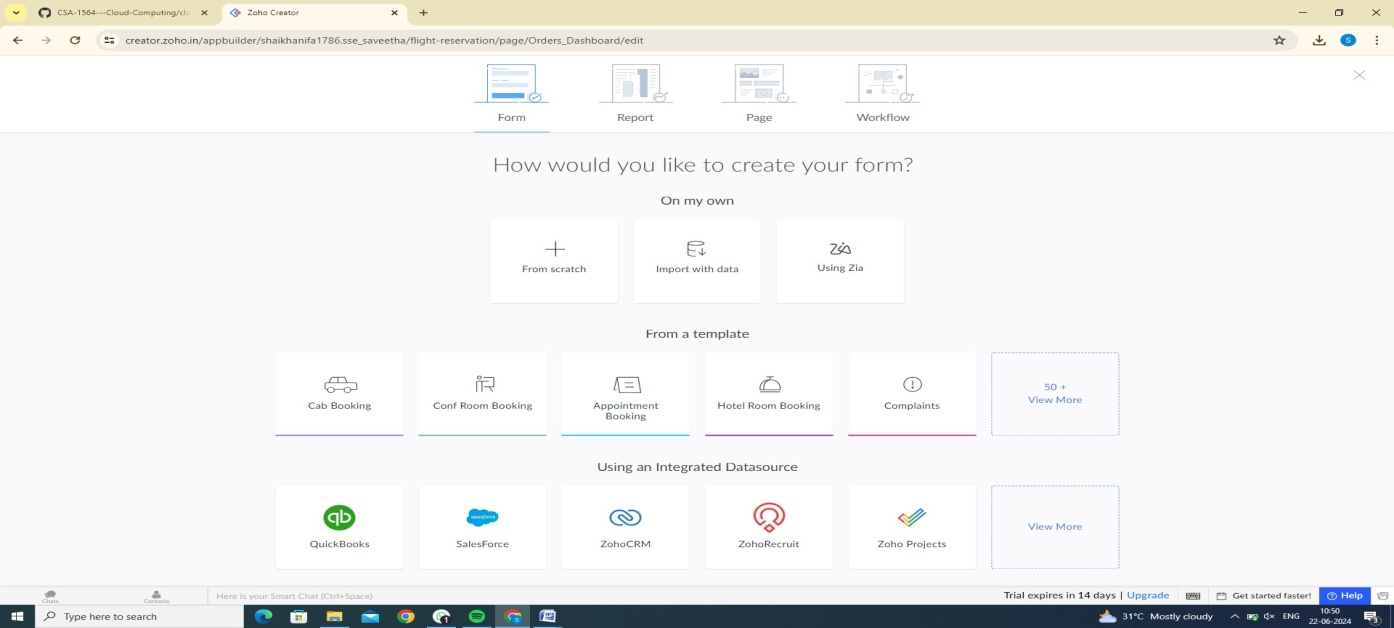 CSA-1564---Cloud-Computing/clo
Zoho Creator
creator.zoho.in/appbuilder/shaikhanifa1786.sse_saveetha/flight-reservation/page/Orders_Dashboard/edit
S
Form
Report
Page
Workflow
How would you like to create your form?
On my own
From scratch
Import with data
Using Zia
From a template
Cab Booking
Conf Room Booking
Appointment
Booking
Hotel Room Booking
Complaints
50 +
View More
Using an Integrated Datasource
qb
salesforce
QuickBooks
SalesForce
ZohoCRM
ZohoRecruit
Zoho Projects
View More
Chats
Contacts
Here is your Smart Chat (Ctrl+Space)
Trial expires in 14 days | Upgrade
Get started faster!
Help
Type here to search
31°C Mostly cloudy
ENG
10:50
22-06-2024
3